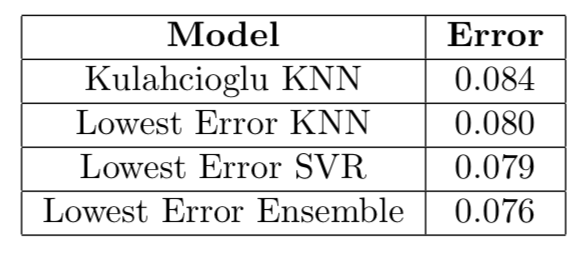 Model Error
Kulahcioglu KNN 0.084
Lowest Error KNN 0.080
Lowest Error SVR 0.079
Lowest Error Ensemble 0.076